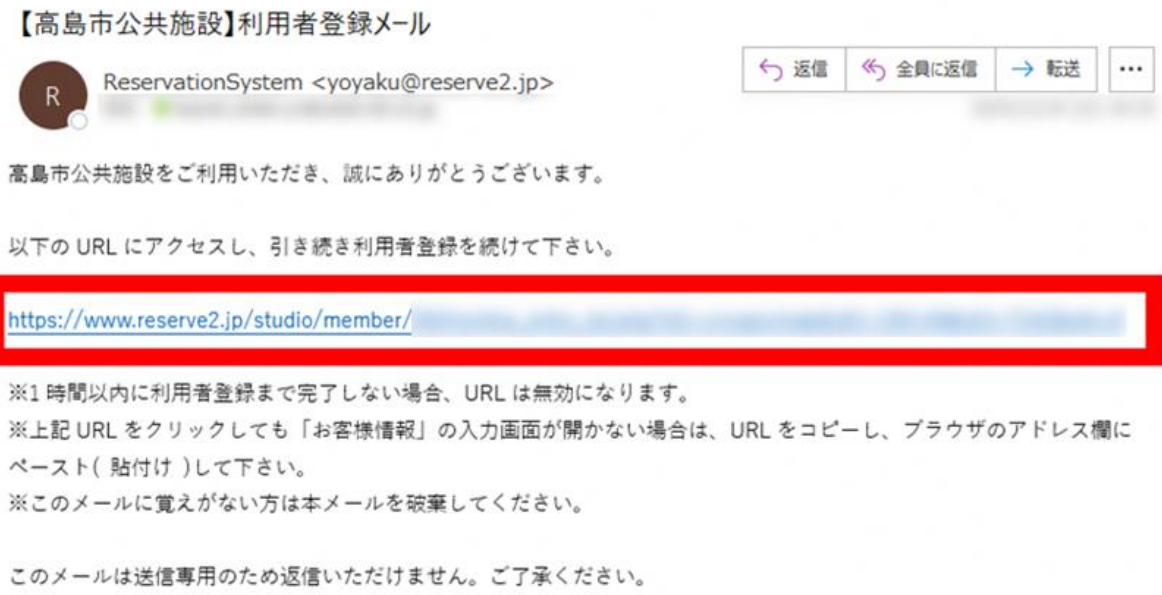 【高島市公共施設】利用者登録メール
返信 全員に返信 転送 …
R
ReservationSystem <yoyaku@reserve2.jp>
高島市公共施設をご利用いただき、誠にありがとうございます。
以下の URL にアクセスし、引き続き利用者登録を続けて下さい。
https://www.reserve2.jp/studio/member/
※1 時間以内に利用者登録まで完了しない場合、URL は無効になります。
※上記 URL をクリックしても「お客様情報」の入力画面が開かない場合は、URL をコピーし、ブラウザのアドレス欄に
ペースト( 貼付け )して下さい。
※このメールに覚えがない方は本メールを破棄してください。
このメールは送信専用のため返信いただけません。ご了承ください。